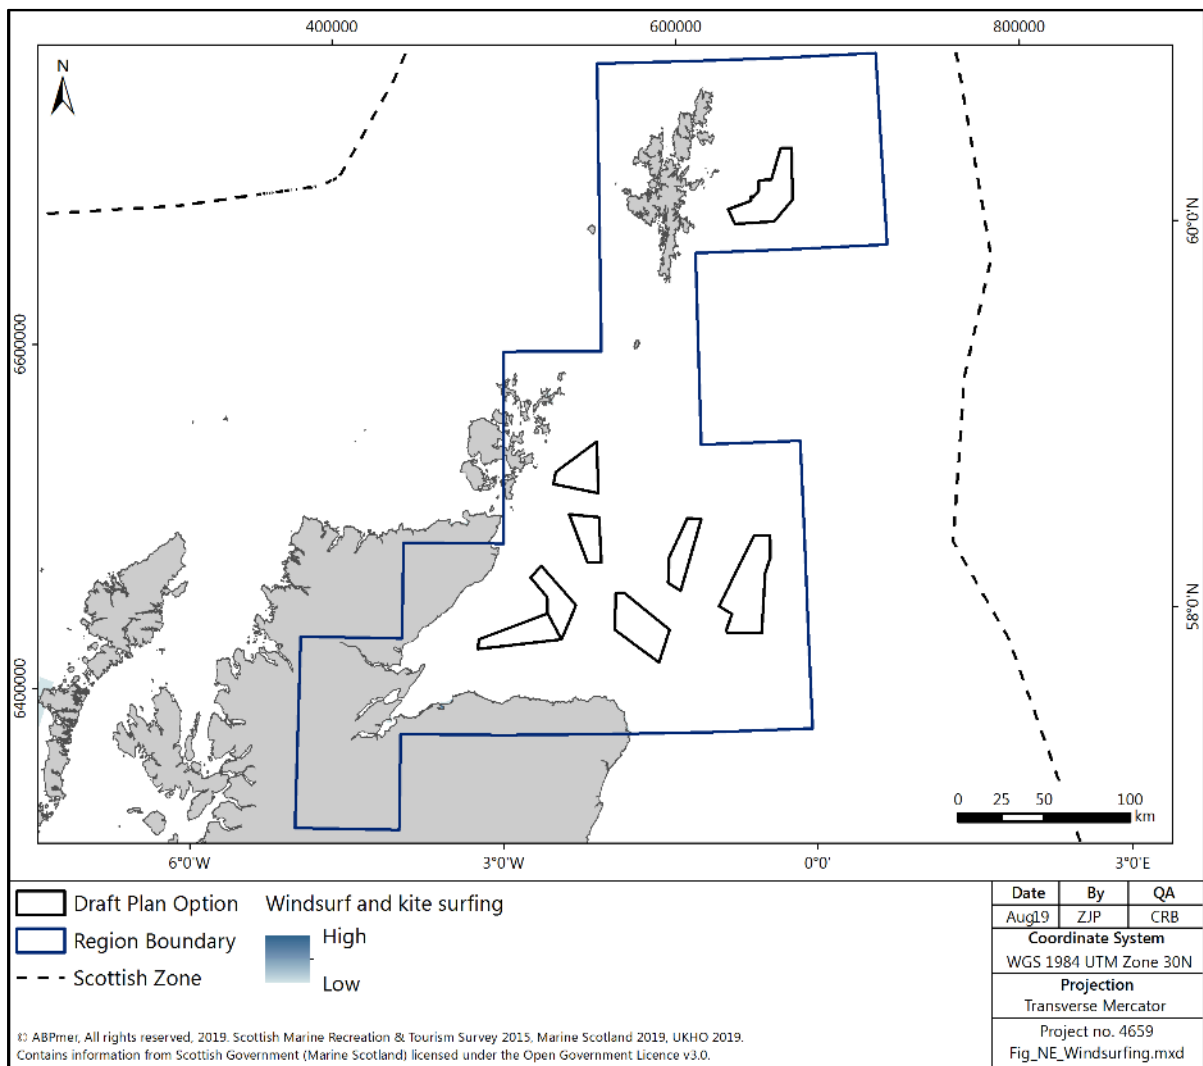 400000
600000
800000
N
60°0'N
6600000
58°0'N
6400000
0
25
50
100
km
6°0'W
3°0'W
0°0'
3°0'E
Draft Plan Option
Region Boundary
Scottish Zone
Windsurf and kite surfing
High
Low
Date By QA
Aug19 ZJP CRB
Coordinate System
WGS 1984 UTM Zone 30N
Projection
Transverse Mercator
Project no. 4659
Fig_NE_Windsurfing.mxd
© ABPmer, All rights reserved, 2019. Scottish Marine Recreation & Tourism Survey 2015, Marine Scotland 2019, UKHO 2019.
Contains information from Scottish Government (Marine Scotland) licensed under the Open Government Licence v3.0.